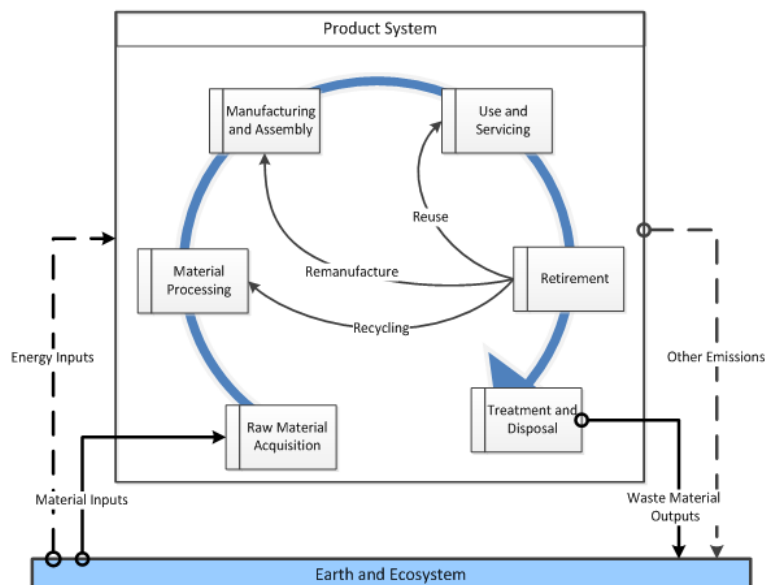 Product System
Manufacturing
and Assembly
Use and
Servicing
Reuse
Material
Processing
Remanufacture
Retirement
Recycling
Energy Inputs
Other Emissions
Raw Material
Acquisition
Treatment and
Disposal
Material Inputs
Waste Material
Outputs
Earth and Ecosystem